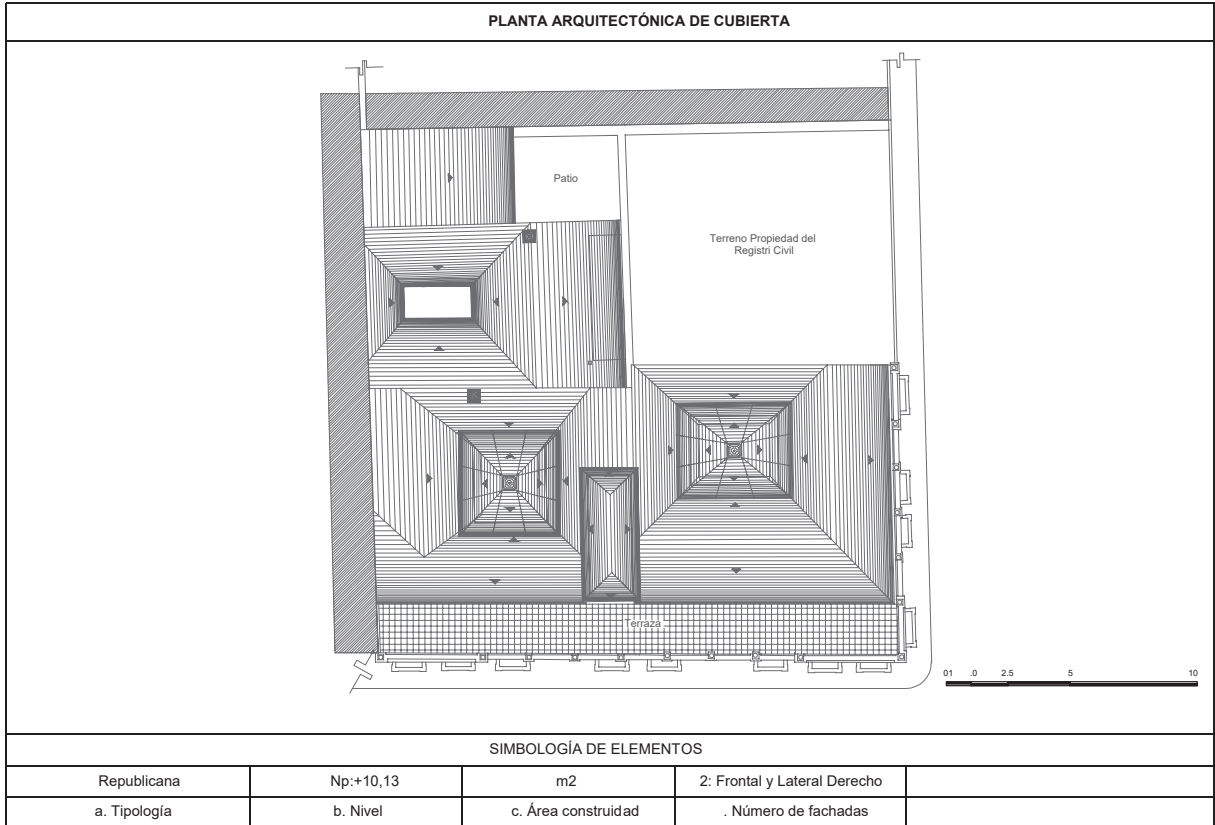 PLANTA ARQUITECTÓNICA DE CUBIERTA
Patio
Terreno Propiedad del
Registri Civil
Terraza
01 .0 2.5 5 10
SIMBOLOGÍA DE ELEMENTOS
Republicana Np:+10,13 m2 2: Frontal y Lateral Derecho
a. Tipología b. Nivel c. Área construidad . Número de fachadas